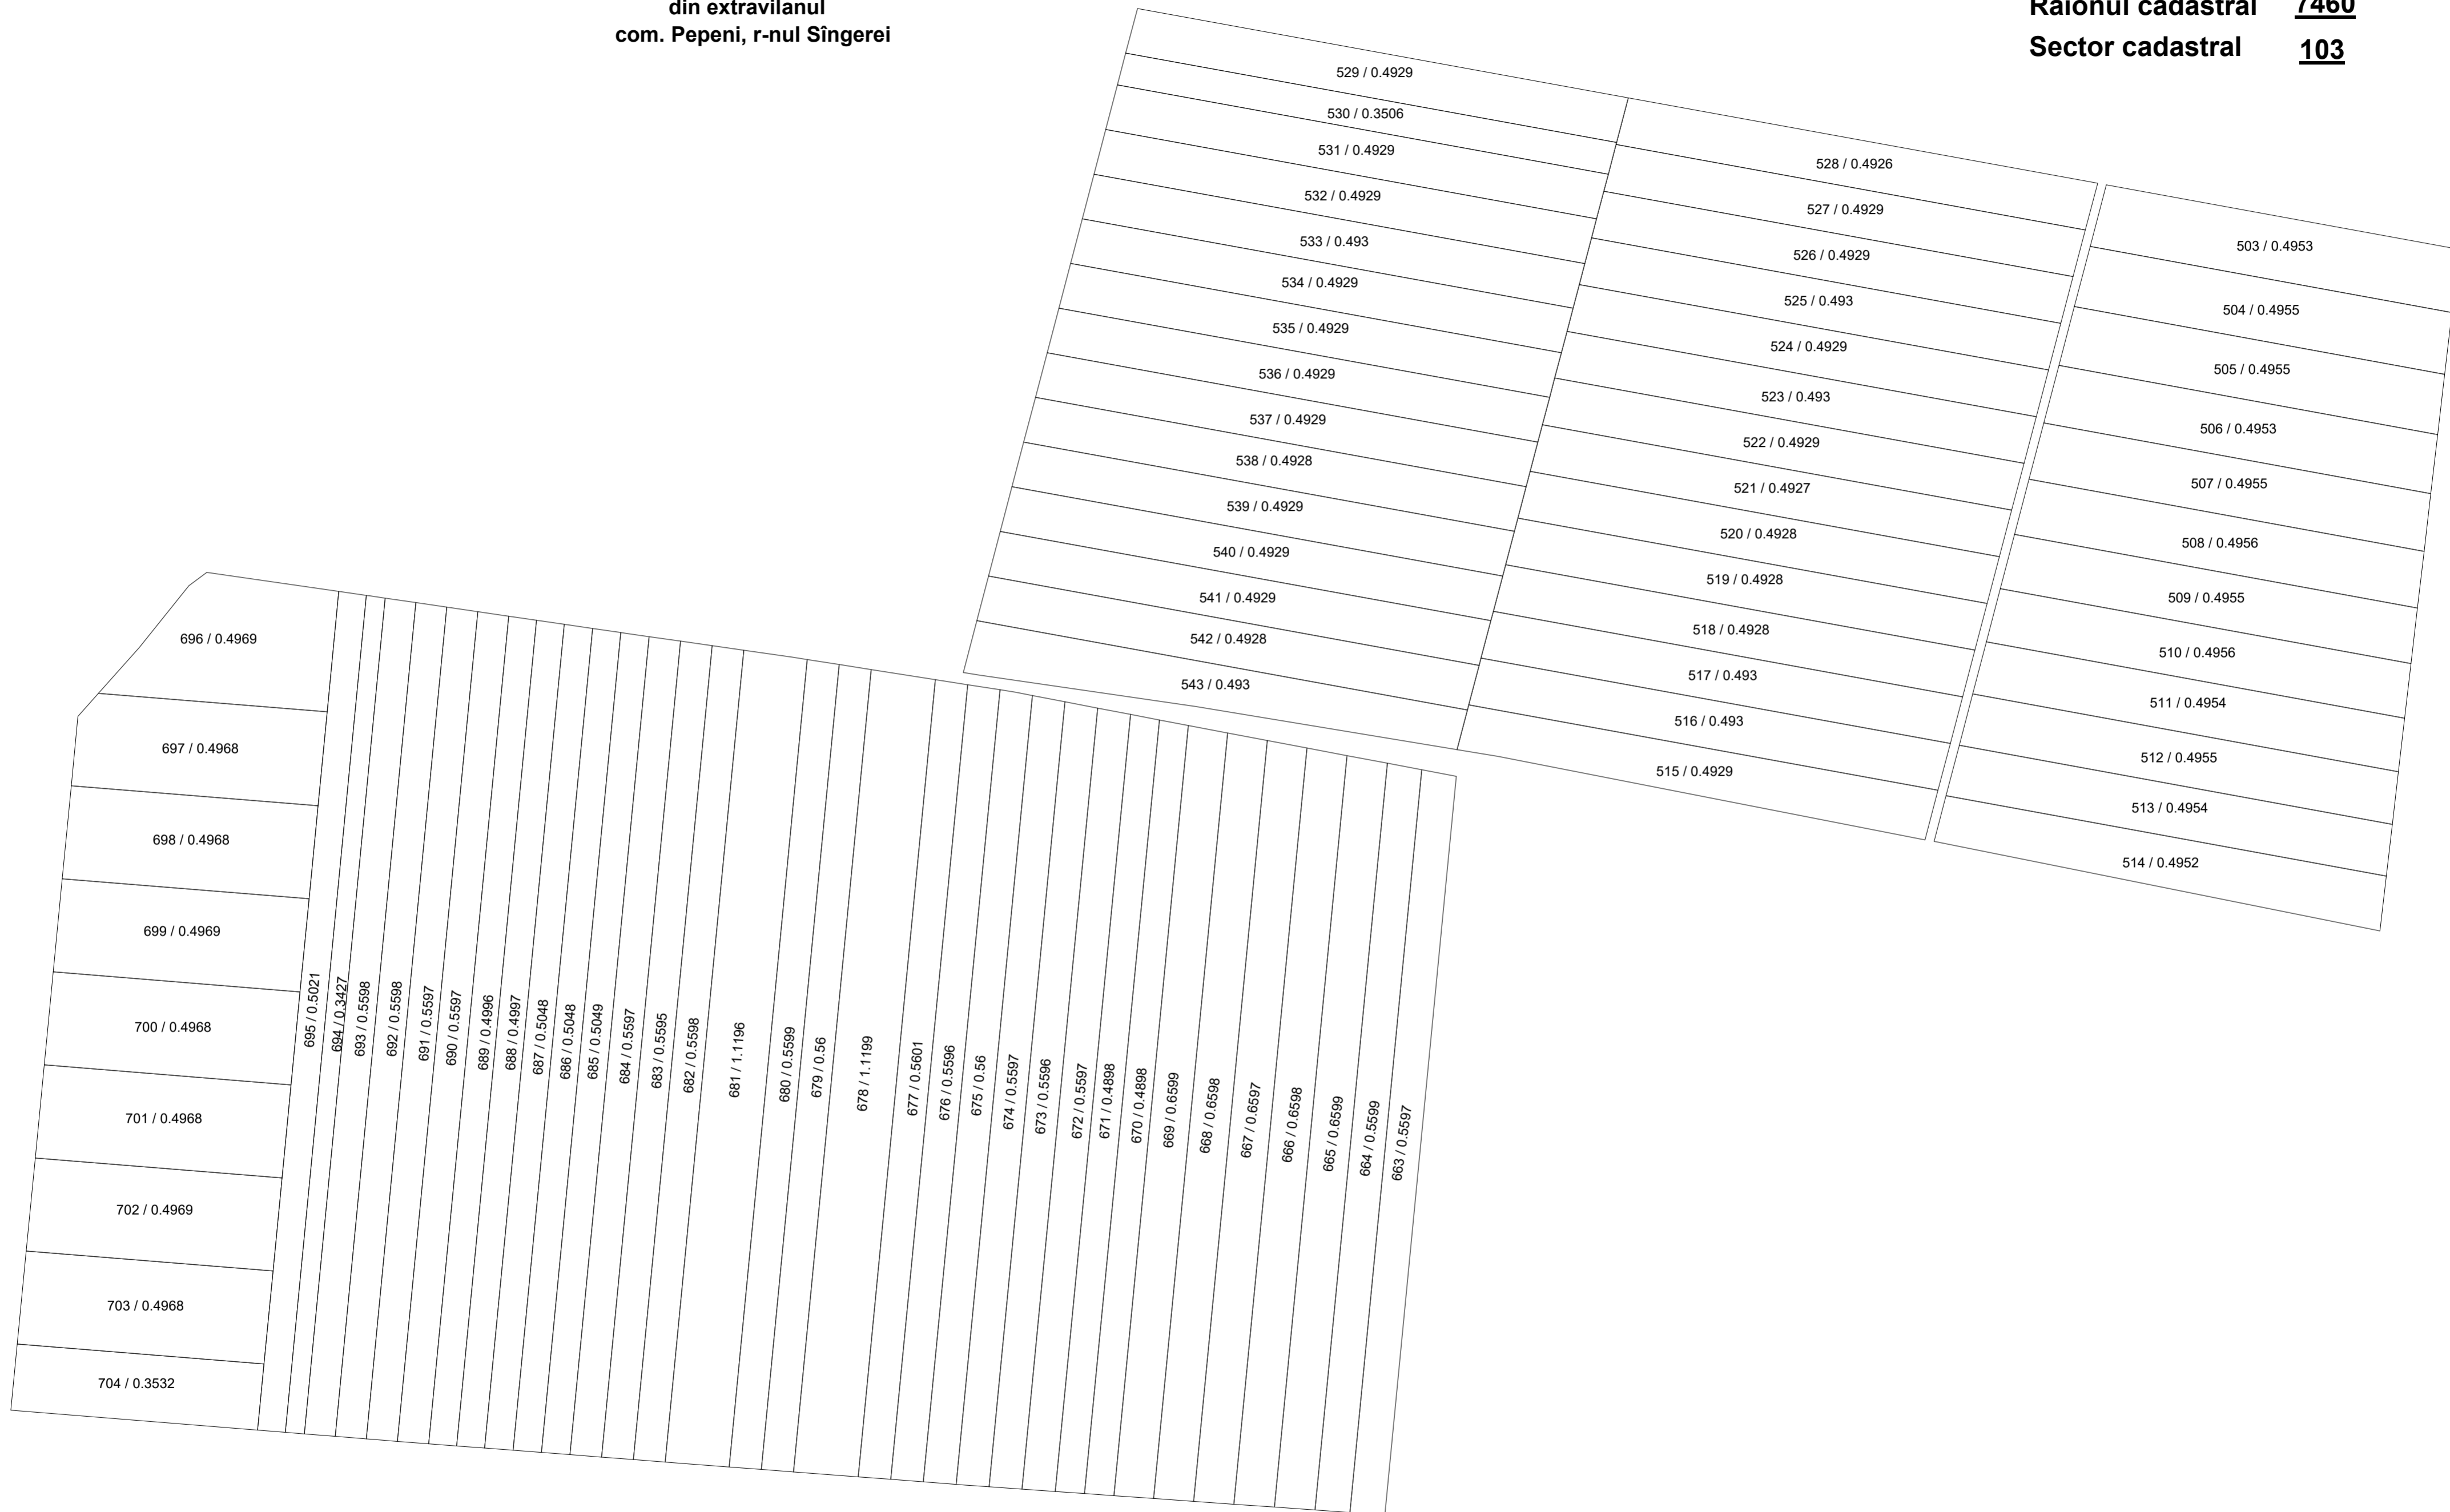 din extravilanul
com. Pepeni, r-nul Sîngerei
Raionul cadastral 7460
Sector cadastral 103
529 / 0.4929
530 / 0.3506
531 / 0.4929
532 / 0.4929
533 / 0.493
534 / 0.4929
535 / 0.4929
536 / 0.4929
537 / 0.4929
538 / 0.4928
539 / 0.4929
540 / 0.4929
541 / 0.4929
542 / 0.4928
543 / 0.493
528 / 0.4926
527 / 0.4929
526 / 0.4929
525 / 0.493
524 / 0.4929
523 / 0.493
522 / 0.4929
521 / 0.4927
520 / 0.4928
519 / 0.4928
518 / 0.4928
517 / 0.493
516 / 0.493
515 / 0.4929
503 / 0.4953
504 / 0.4955
505 / 0.4955
506 / 0.4953
507 / 0.4955
508 / 0.4956
509 / 0.4955
510 / 0.4956
511 / 0.4954
512 / 0.4955
513 / 0.4954
514 / 0.4952
696 / 0.4969
697 / 0.4968
698 / 0.4968
699 / 0.4969
700 / 0.4968
701 / 0.4968
702 / 0.4969
703 / 0.4968
704 / 0.3532
695 / 0.5021
694 / 0.3427
693 / 0.5598
692 / 0.5598
691 / 0.5597
690 / 0.5597
689 / 0.4996
688 / 0.4997
687 / 0.5048
686 / 0.5048
685 / 0.5049
684 / 0.5597
683 / 0.5595
682 / 0.5598
681 / 1.1196
680 / 0.5599
679 / 0.56
678 / 1.1199
677 / 0.5601
676 / 0.5596
675 / 0.56
674 / 0.5597
673 / 0.5596
672 / 0.5597
671 / 0.4898
670 / 0.4898
669 / 0.6599
668 / 0.6598
667 / 0.6597
666 / 0.6598
665 / 0.6599
664 / 0.5599
663 / 0.5597